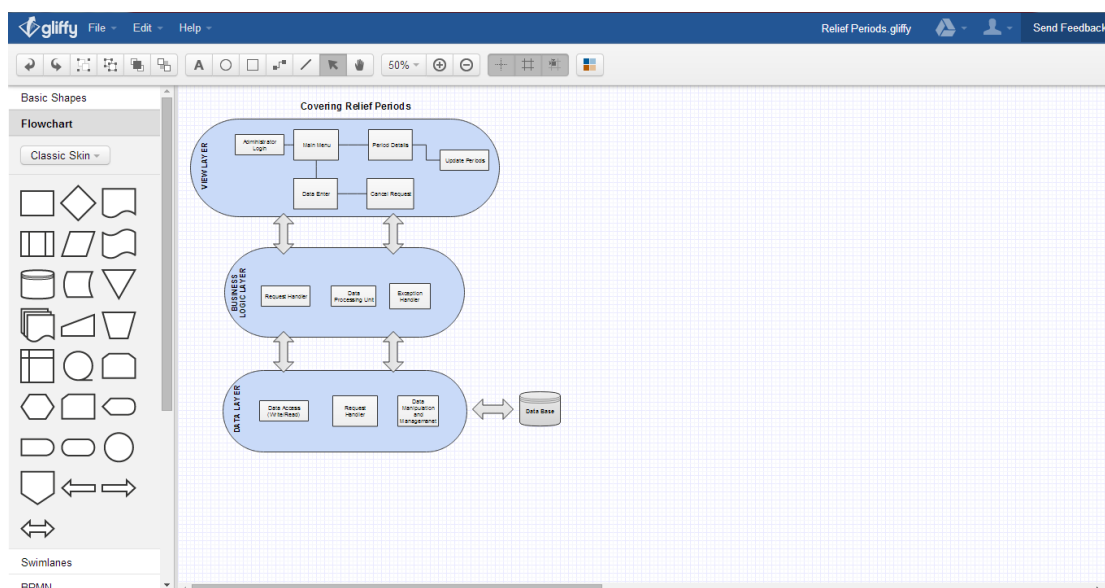 gliffy File Edit Help Relief Periods.gliffy Send Feedback
A 50%
Basic Shapes
Flowchart
Classic Skin
Swimlanes
BPMN
Covering Relief Periods
VIEW LAYER
Administrator
Login
Main Menu
Period Details
Update Periods
Data Enter
Cancel Request
BUSINESS
LOGIC LAYER
Request Handler
Data
Processing Unit
Exception
Handler
DATA LAYER
Data Access
(Write/Read)
Request
Handler
Data
Manipulation
and
Managemanet
Data Base